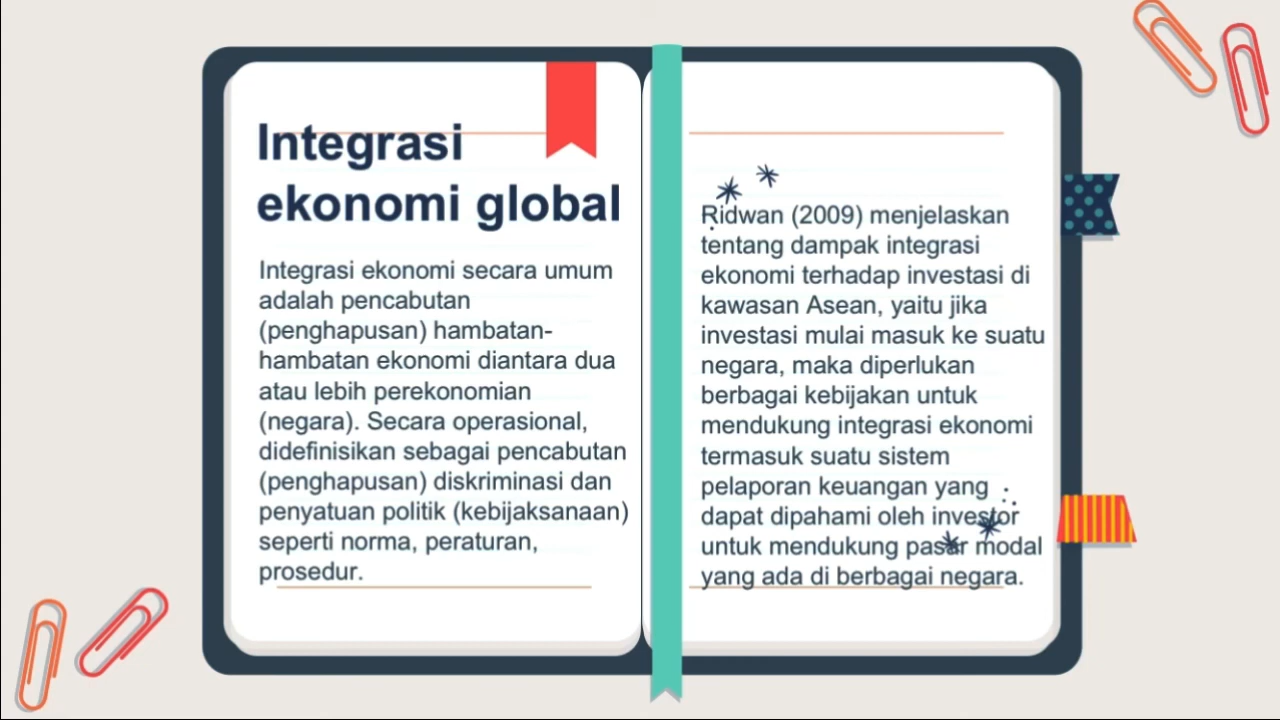 Integrasi
ekonomi global
Integrasi ekonomi secara umum
adalah pencabutan
(penghapusan) hambatan-
hambatan ekonomi diantara dua
atau lebih perekonomian
(negara). Secara operasional,
didefinisikan sebagai pencabutan
(penghapusan) diskriminasi dan
penyatuan politik (kebijaksanaan)
seperti norma, peraturan,
prosedur.
Ridwan (2009) menjelaskan
tentang dampak integrasi
ekonomi terhadap investasi di
kawasan Asean, yaitu jika
investasi mulai masuk ke suatu
negara, maka diperlukan
berbagai kebijakan untuk
mendukung integrasi ekonomi
termasuk suatu sistem
pelaporan keuangan yang
dapat dipahami oleh investor
untuk mendukung pasar modal
yang ada di berbagai negara.